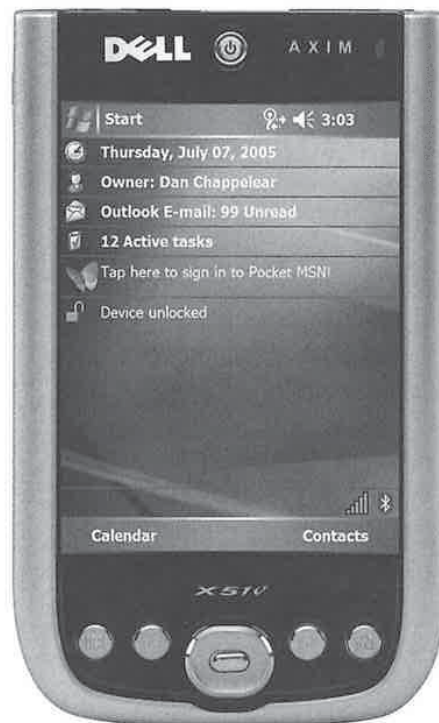 DELL AXIM
Start 3:03
Thursday, July 07, 2005
Owner: Dan Chappelear
Outlook E-mail: 99 Unread
12 Active tasks
Tap here to sign in to Pocket MSN!
Device unlocked
Calendar Contacts
X51v